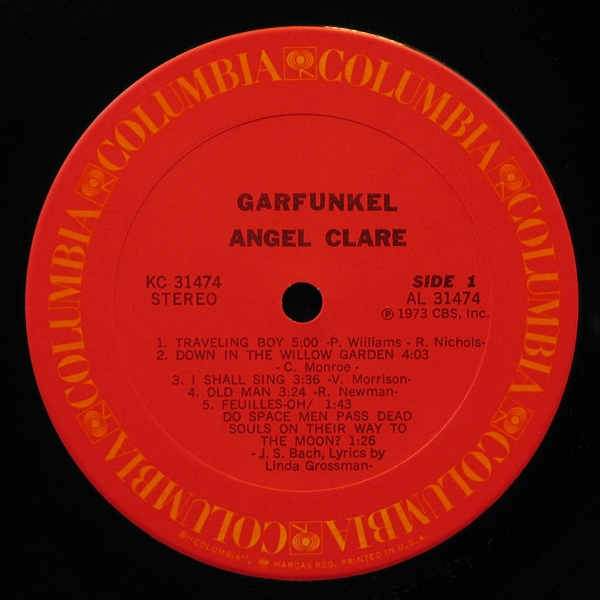 COLUMBIA COLUMBIA COLUMBIA COLUMBIA COLUMBIA COLUMBIA
GARFUNKEL
ANGEL CLARE
KC 31474
STEREO
SIDE 1
AL 31474
℗ 1973 CBS, Inc.
1. TRAVELING BOY 5:00 -P. Williams - R. Nichols-
2. DOWN IN THE WILLOW GARDEN 4:03
- C. Monroe -
3. I SHALL SING 3:36 -V. Morrison-
4. OLD MAN 3:24 -R. Newman-
5. FEUILLES-OH/ 1:43
DO SPACE MEN PASS DEAD
SOULS ON THEIR WAY TO
THE MOON? 1:26
- J. S. Bach, Lyrics by
Linda Grossman-
®"COLUMBIA", MARCAS REG. PRINTED IN U.S.A.